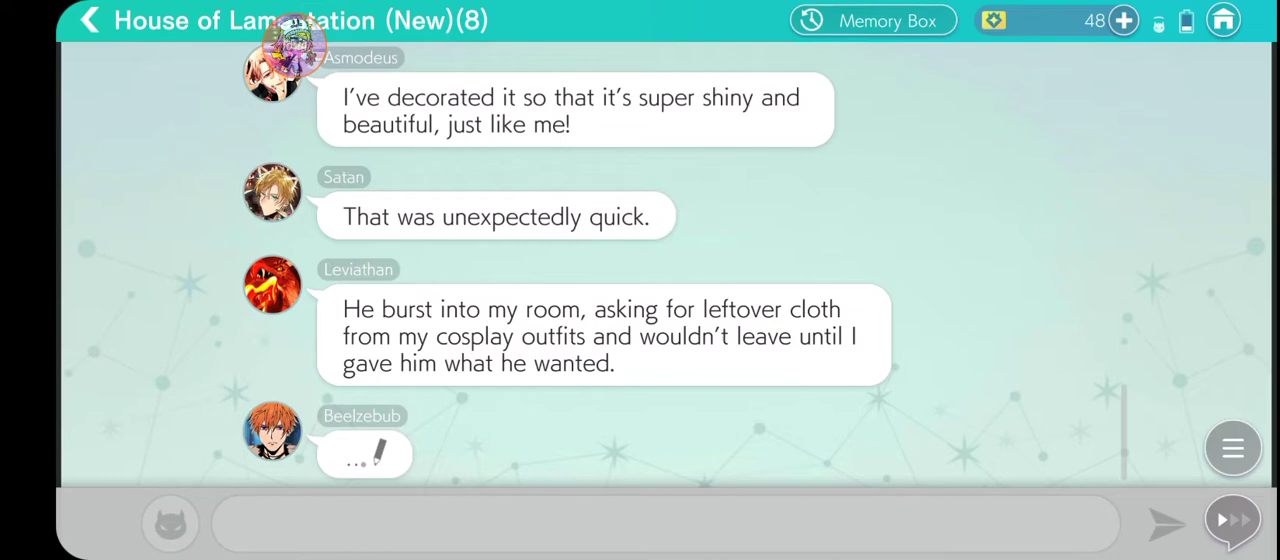 House of Lamentation (New)(8)
Memory Box
48
Asmodeus
I've decorated it so that it's super shiny and
beautiful, just like me!
Satan
That was unexpectedly quick.
Leviathan
He burst into my room, asking for leftover cloth
from my cosplay outfits and wouldn't leave until I
gave him what he wanted.
Beelzebub
...